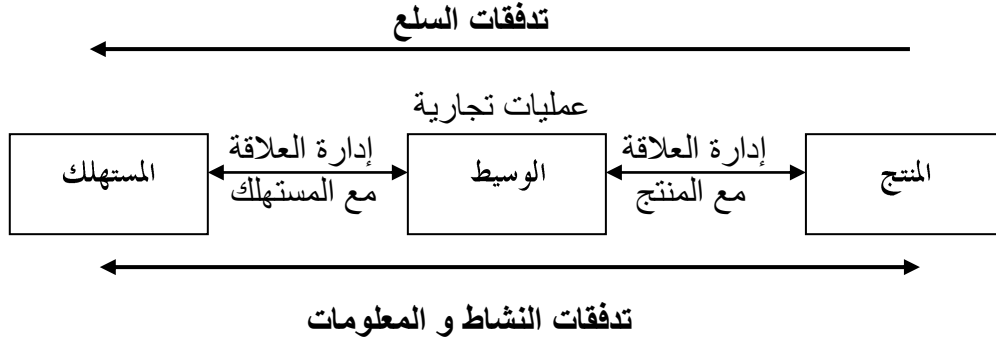 تدفقات السلع
عمليات تجارية
المنتج
إدارة العلاقة
مع المنتج
الوسيط
إدارة العلاقة
مع المستهلك
المستهلك
تدفقات النشاط و المعلومات